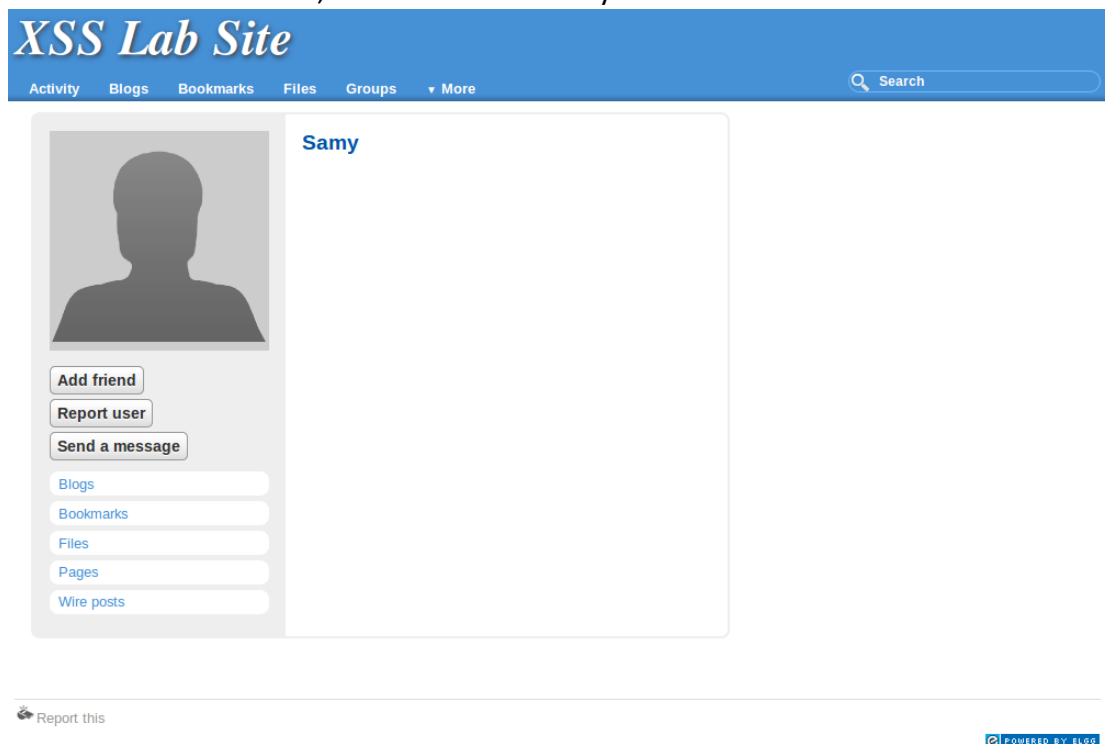 XSS Lab Site
Activity Blogs Bookmarks Files Groups ▼ More Search
Samy
Add friend
Report user
Send a message
Blogs
Bookmarks
Files
Pages
Wire posts
Report this
POWERED BY ELGG